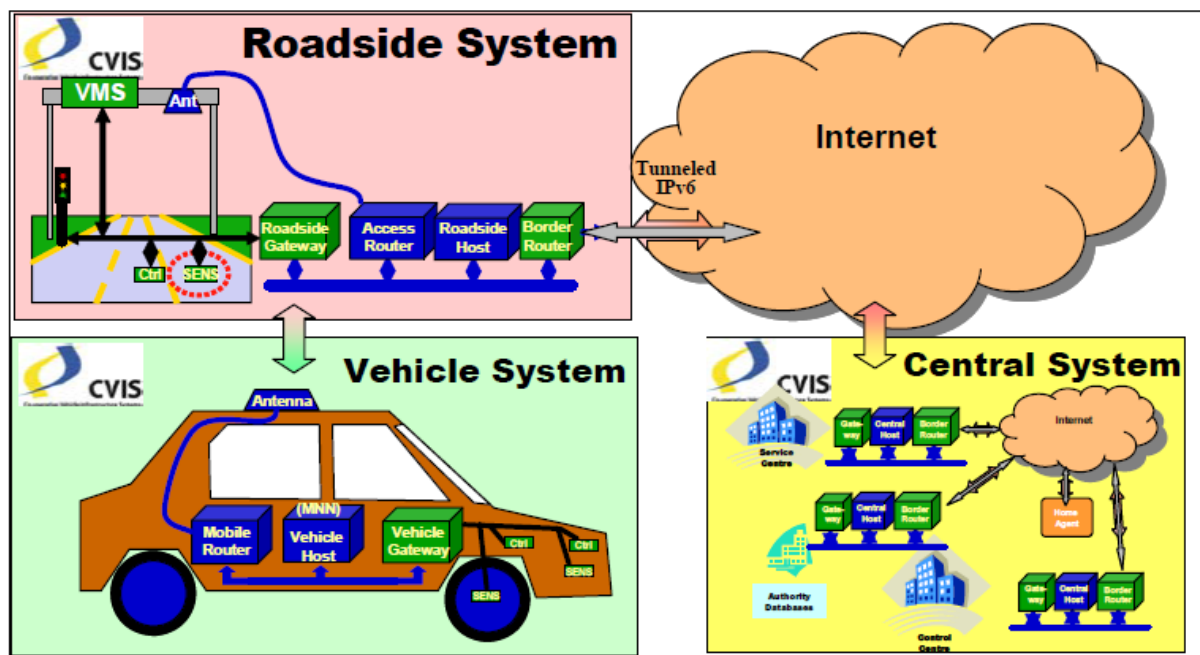 CVIS
Roadside System
VMS
Ant
Internet
Tunneled
IPv6
Roadside
Gateway
Access
Router
Roadside
Host
Border
Router
Ctrl
SENS
CVIS
Vehicle System
Antenna
(MNN)
Mobile
Router
Vehicle
Host
Vehicle
Gateway
Ctrl
Ctrl
SENS
SENS
CVIS
Central System
Gate-
way
Central
Host
Border
Router
Internet
Service
Centre
Gate-
way
Central
Host
Border
Router
Home
Agent
Authority
Databases
Control
Centre
Gate-
way
Central
Host
Border
Router